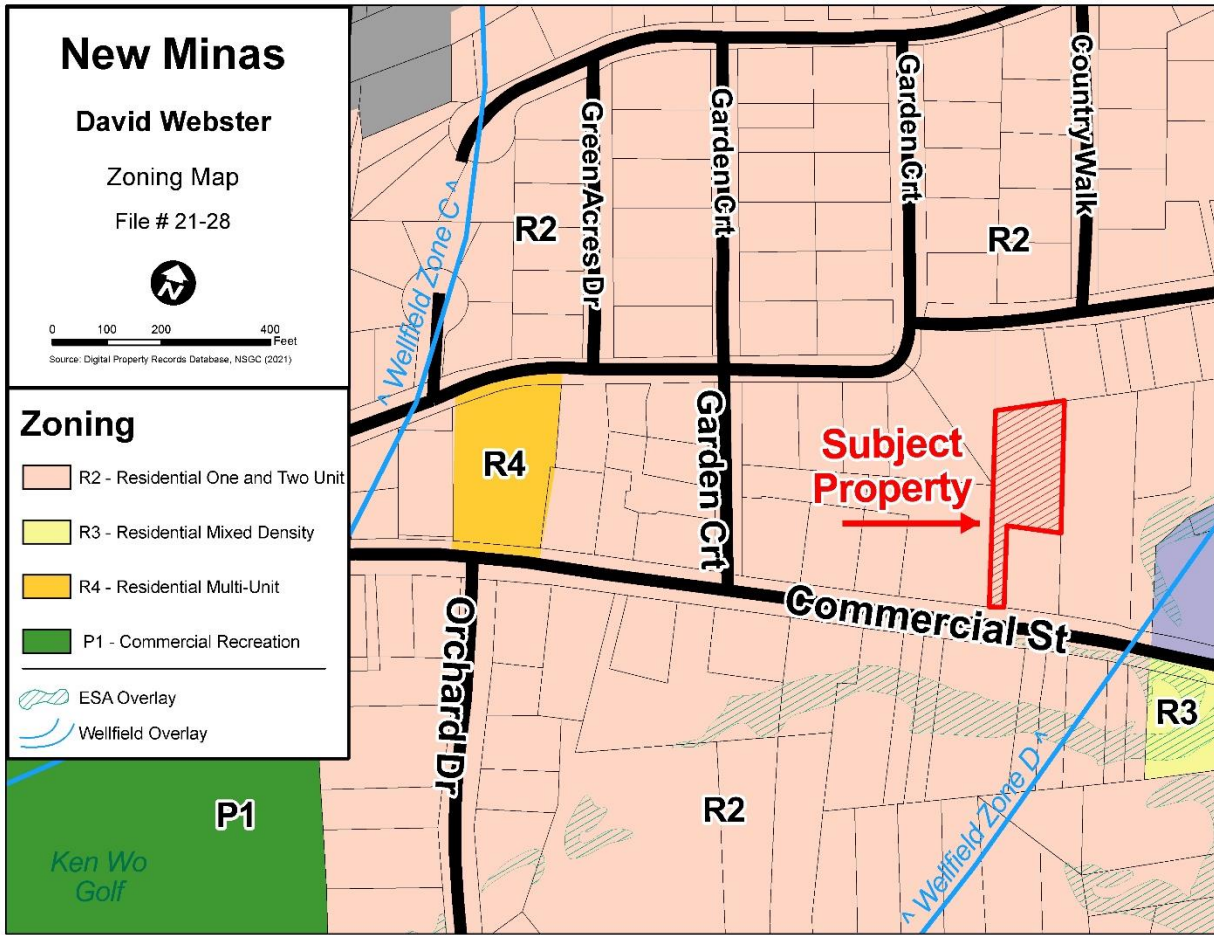 New Minas
David Webster
Zoning Map
File # 21-28
N
0 100 200 400
Feet
Source: Digital Property Records Database, NSGC (2021)
Zoning
R2 - Residential One and Two Unit
R3 - Residential Mixed Density
R4 - Residential Multi-Unit
P1 - Commercial Recreation
ESA Overlay
Wellfield Overlay
^ Wellfield Zone C ^
R2
Green Acres Dr
Garden Crt
Garden Crt
R2
Country Walk
R4
Garden Crt
Subject
Property
Commercial St
Orchard Dr
R3
R2
^ Wellfield Zone D ^
P1
Ken Wo
Golf